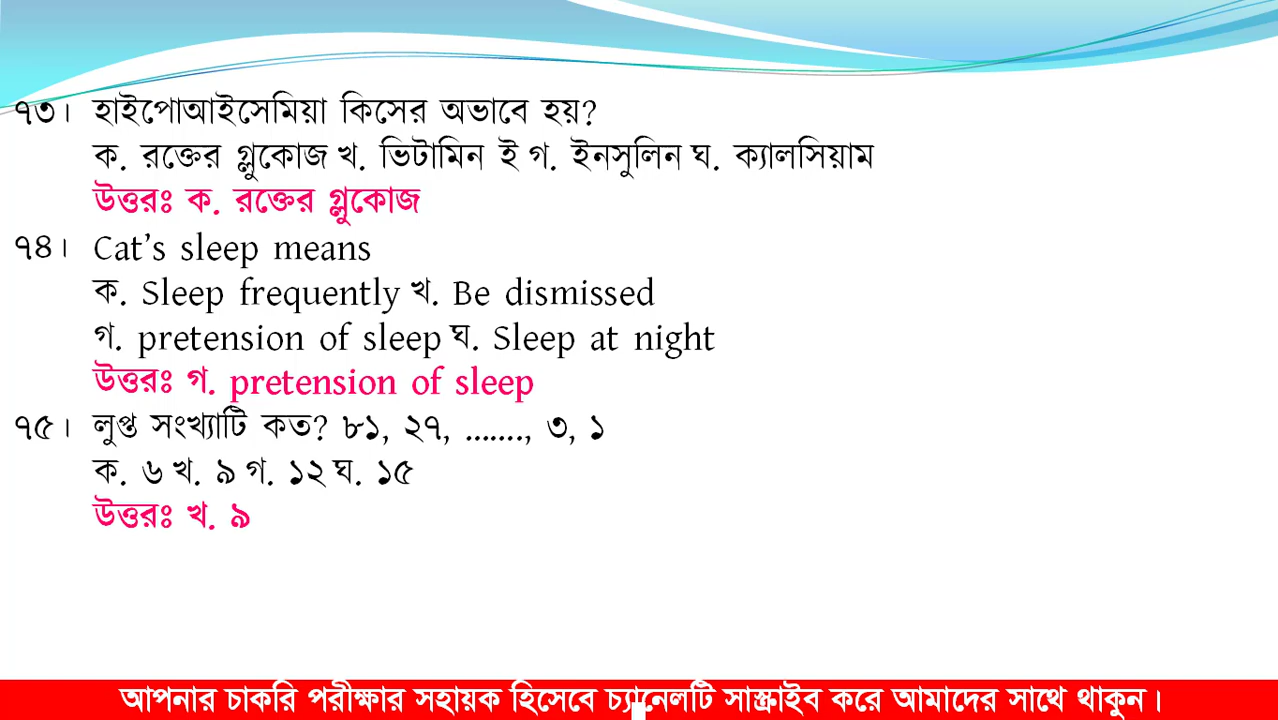 ৭৩। হাইপোআইসেমিয়া কিসের অভাবে হয়?
ক. রক্তের গ্লুকোজ খ. ভিটামিন ই গ. ইনসুলিন ঘ. ক্যালসিয়াম
উত্তরঃ ক. রক্তের গ্লুকোজ
৭৪। Cat’s sleep means
ক. Sleep frequently খ. Be dismissed
গ. pretension of sleep ঘ. Sleep at night
উত্তরঃ গ. pretension of sleep
৭৫। লুপ্ত সংখ্যাটি কত? ৮১, ২৭, ......., ৩, ১
ক. ৬ খ. ৯ গ. ১২ ঘ. ১৫
উত্তরঃ খ. ৯
আপনার চাকরি পরীক্ষার সহায়ক হিসেবে চ্যানেলটি সাস্ক্রাইব করে আমাদের সাথে থাকুন।